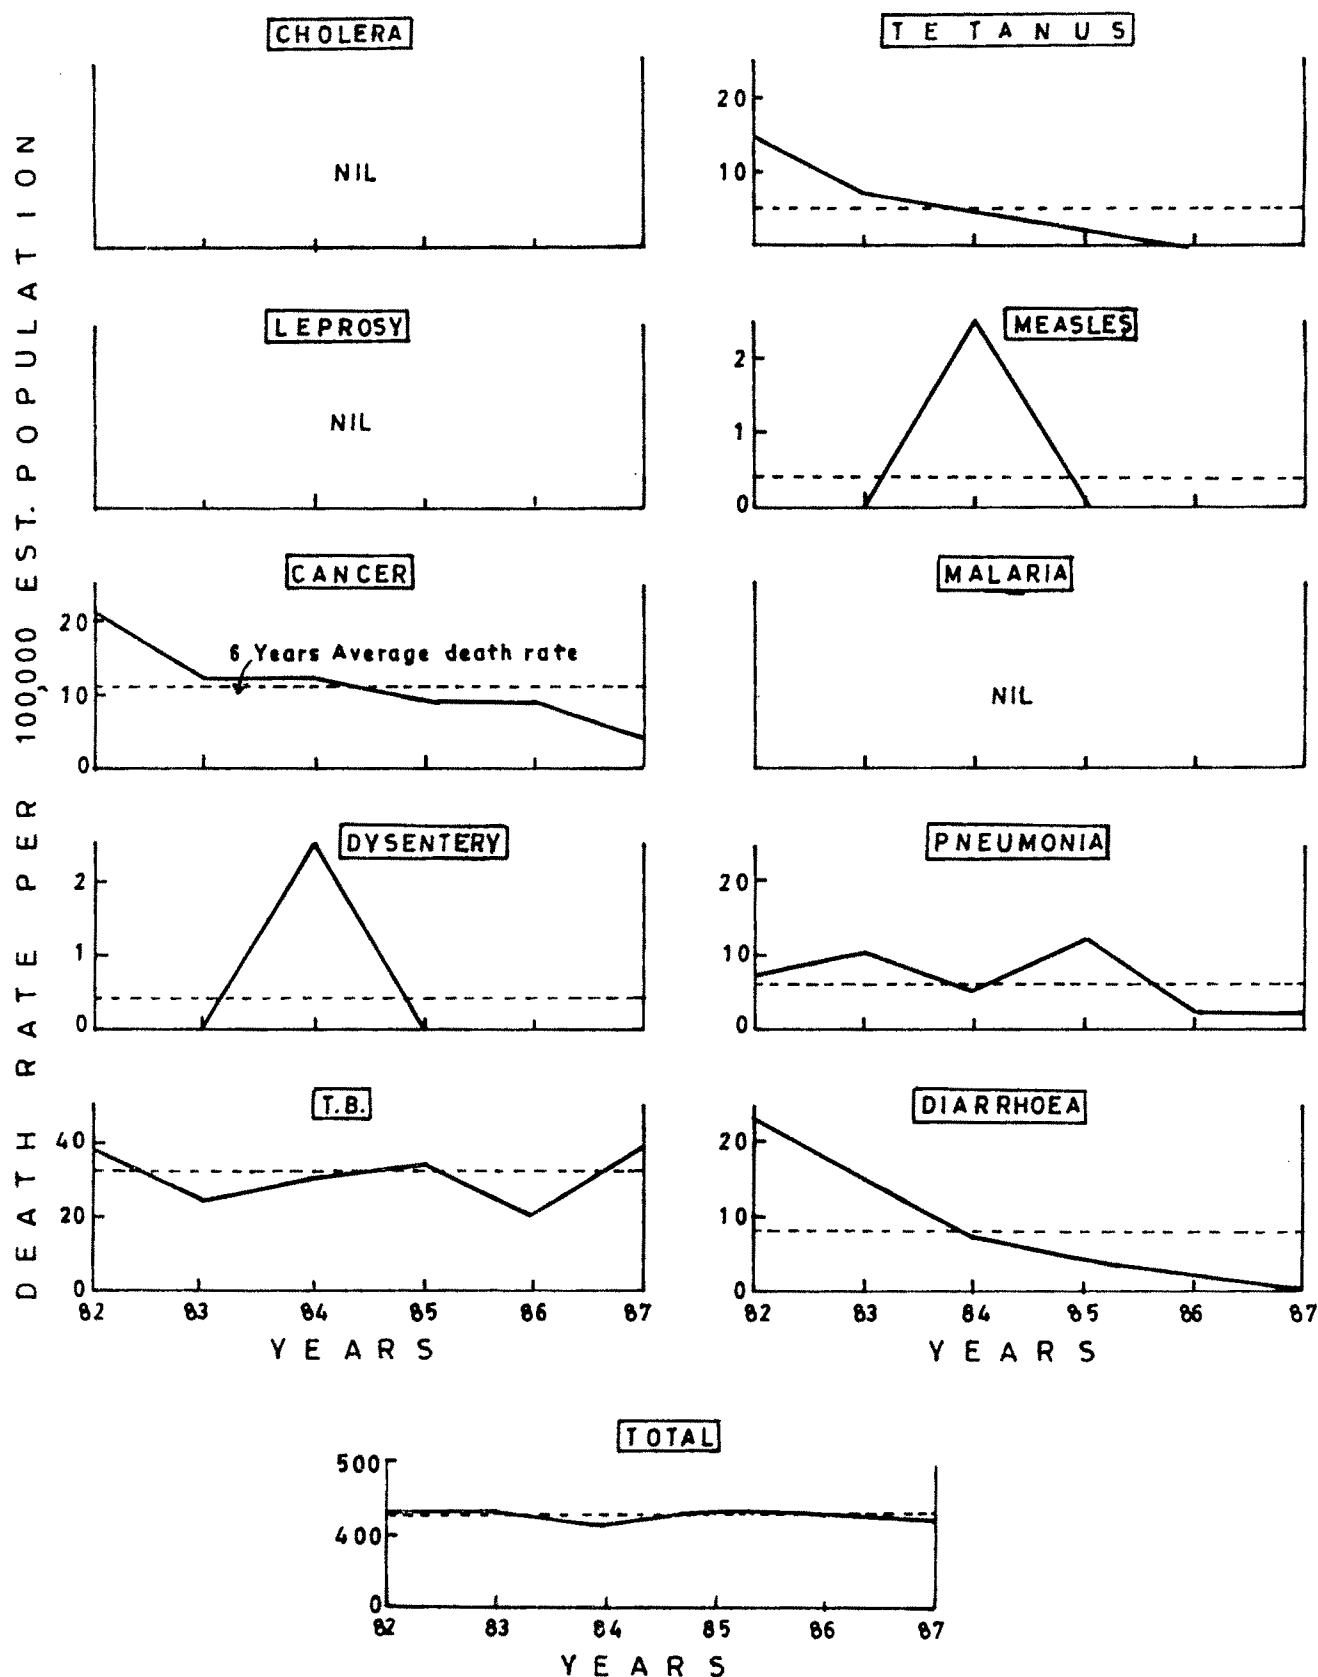 DEATH RATE PER 100,000 EST. POPULATION
CHOLERA
NIL
TETANUS
20
10
LEPROSY
NIL
MEASLES
2
1
0
CANCER
20
10
0
6 Years Average death rate
MALARIA
NIL
DYSENTERY
2
1
0
PNEUMONIA
20
10
0
T.B.
40
20
0
82 83 84 85 86 87
YEARS
DIARRHOEA
20
10
0
82 83 84 85 86 87
YEARS
TOTAL
500
400
0
82 83 84 85 86 87
YEARS